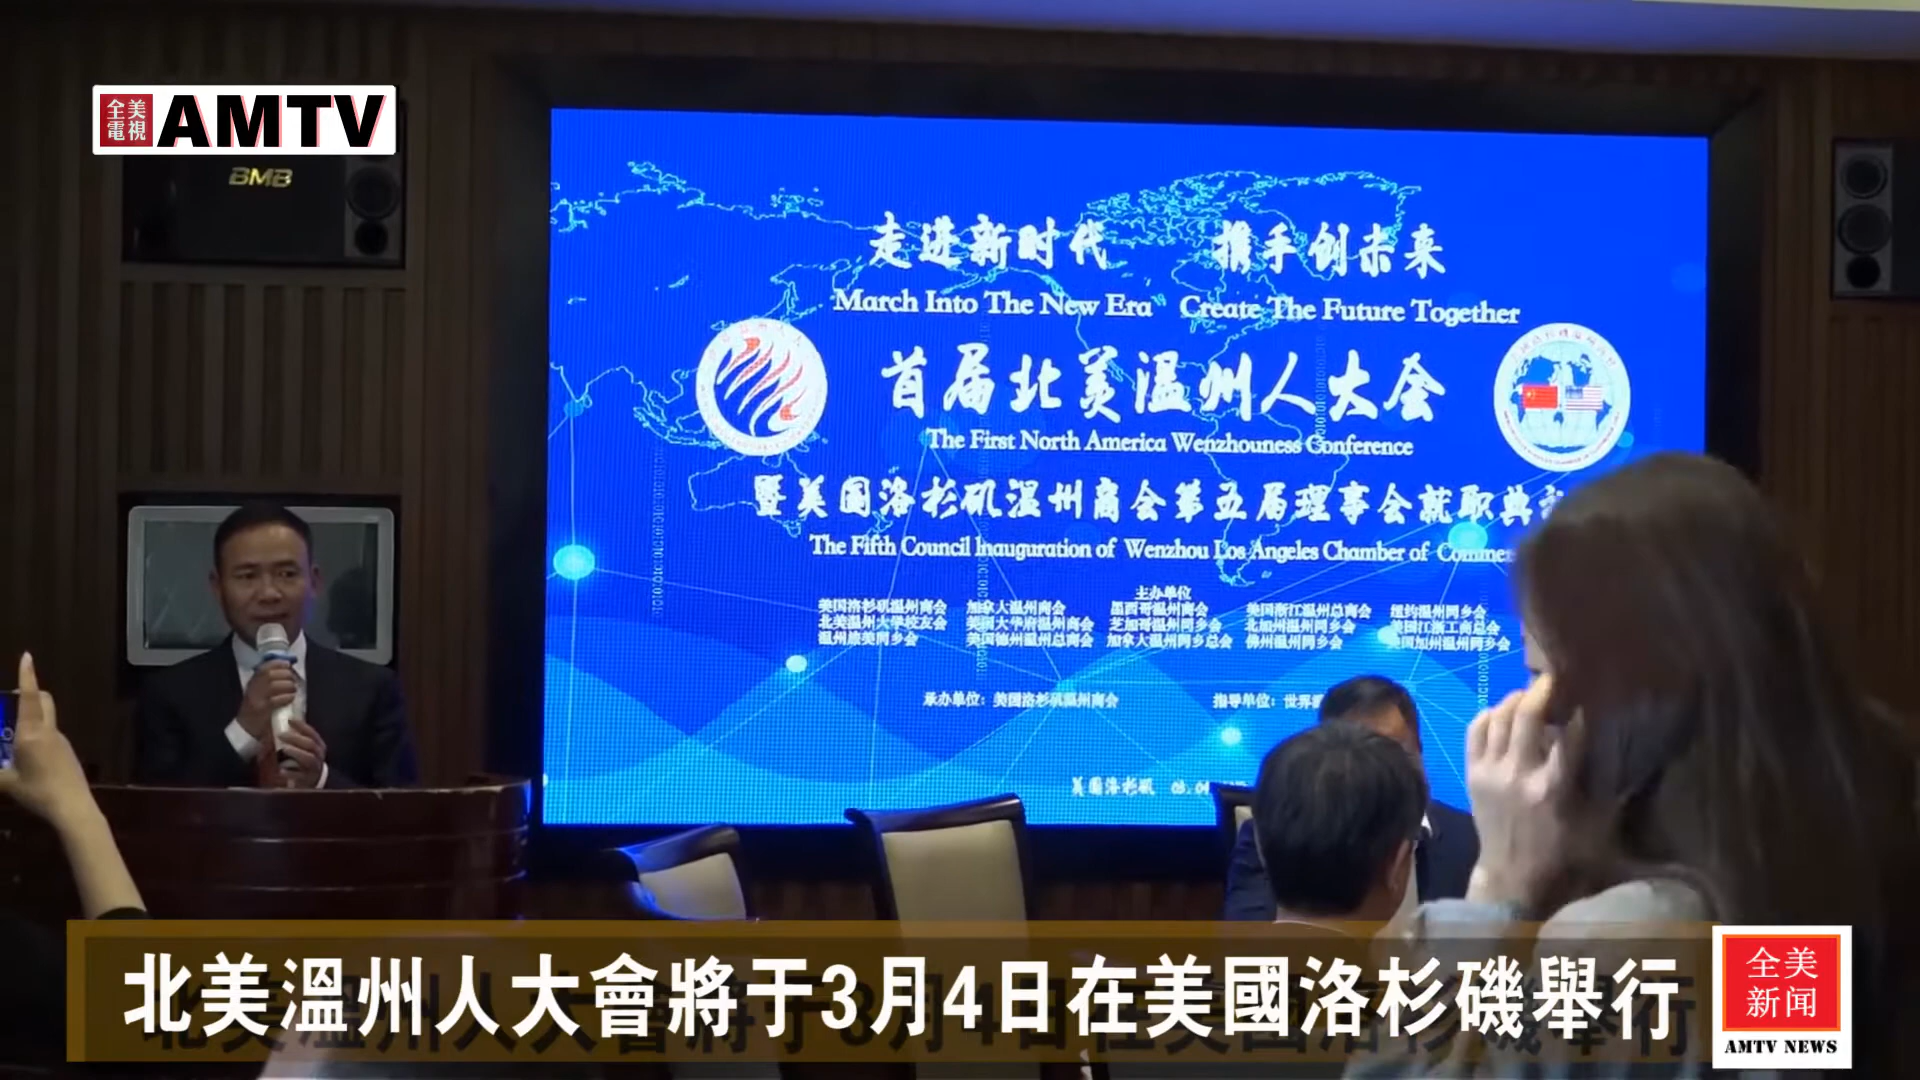 全美
電視
AMTV
BMB
走进新时代 携手创未来
March Into The New Era Create The Future Together
首届北美温州人大会
The First North America Wenzhouness Conference
暨美国洛杉矶温州商会第五届理事会就职典
The Fifth Council Inauguration of Wenzhou Los Angeles Chamber of Commer
主办单位
美国洛杉矶温州商会 加拿大温州商会 墨西哥温州商会 美国浙江温州总商会 纽约温州同乡会
北美温州大学校友会 美国大华府温州商会 芝加哥温州同乡会 北加州温州同乡会 美国江浙工商总会
温州旅美同乡会 美国德州温州总商会 加拿大温州同乡总会 佛州温州同乡会 美国加州温州同乡会
承办单位：美国洛杉矶温州商会 指导单位：世界
美国洛杉矶 03.04
北美溫州人大會將于3月4日在美國洛杉磯舉行
全美
新闻
AMTV NEWS